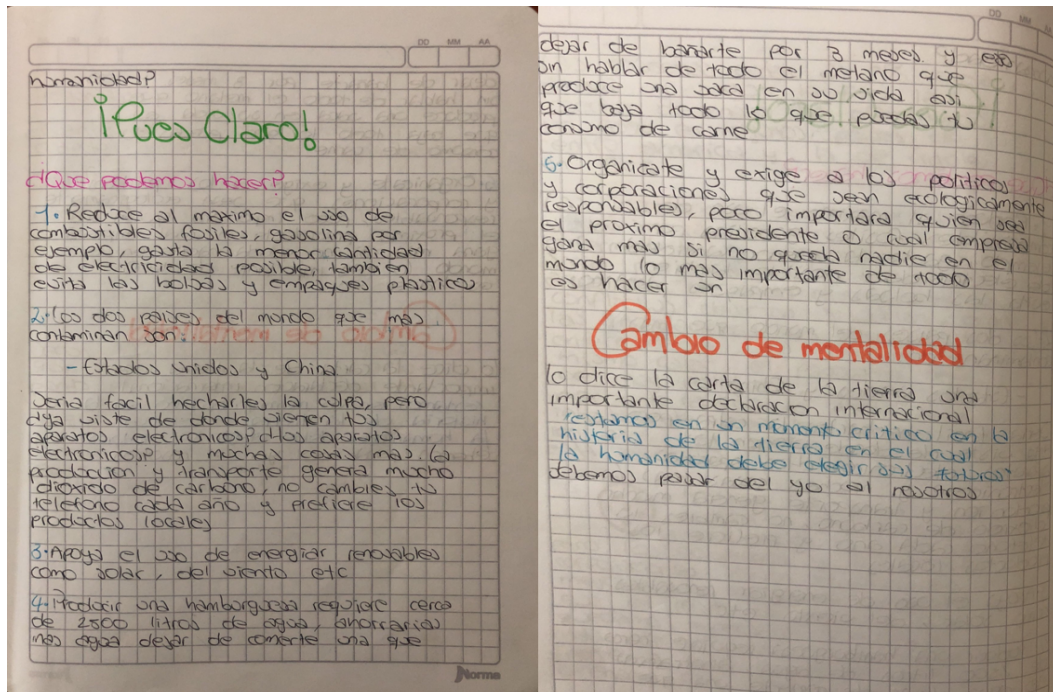 DD MM AA
humanidad?
¡Pues Claro!
¿Que podemos hacer?
1. Reduce al maximo el uso de
combustibles fosiles, gasolina por
ejemplo, gasta la menor cantidad
de electricidad posible, tambien
evita las bolsas y empaques plastico
2. Los dos paises del mundo que mas
contaminan son:
- Estados unidos y China
Seria facil hecharles la culpa, pero
¿ya viste de donde vienen tus
aparatos electronicos? ¿tus aparatos
electronicos? y muchas cosas mas. la
produccion y transporte genera mucho
dioxido de carbono, no cambies tu
telefono cada año y prefiere los
productos locales
3. Apoya el uso de energiar renovables
como solar, del viento etc
4. Producir una hamburguesa requiere cerca
de 2500 litros de agua, ahorrarias
mas agua dejar de comerte una que
Norma
DD MM
dejar de bañarte por 3 meses y eso
sin hablar de todo el metano que
produce una vaca en su vida asi
que baja todo lo que puedas tu
consumo de carne
5. Organicate y exige a los politicos
y corporaciones que sean ecologicamente
responsables, poco importara quien sea
el proximo presidente o cual empresa
gana mas si no queda nadie en el
mundo lo mas importante de todo
es hacer un
Cambio de mentalidad
lo dice la carta de la tierra una
importante declaracion internacional
"estamos en un momento critico en la
historia de la tierra en el cual
la humanidad debe elegir sus futuros"
debemos pasar del yo al nosotros